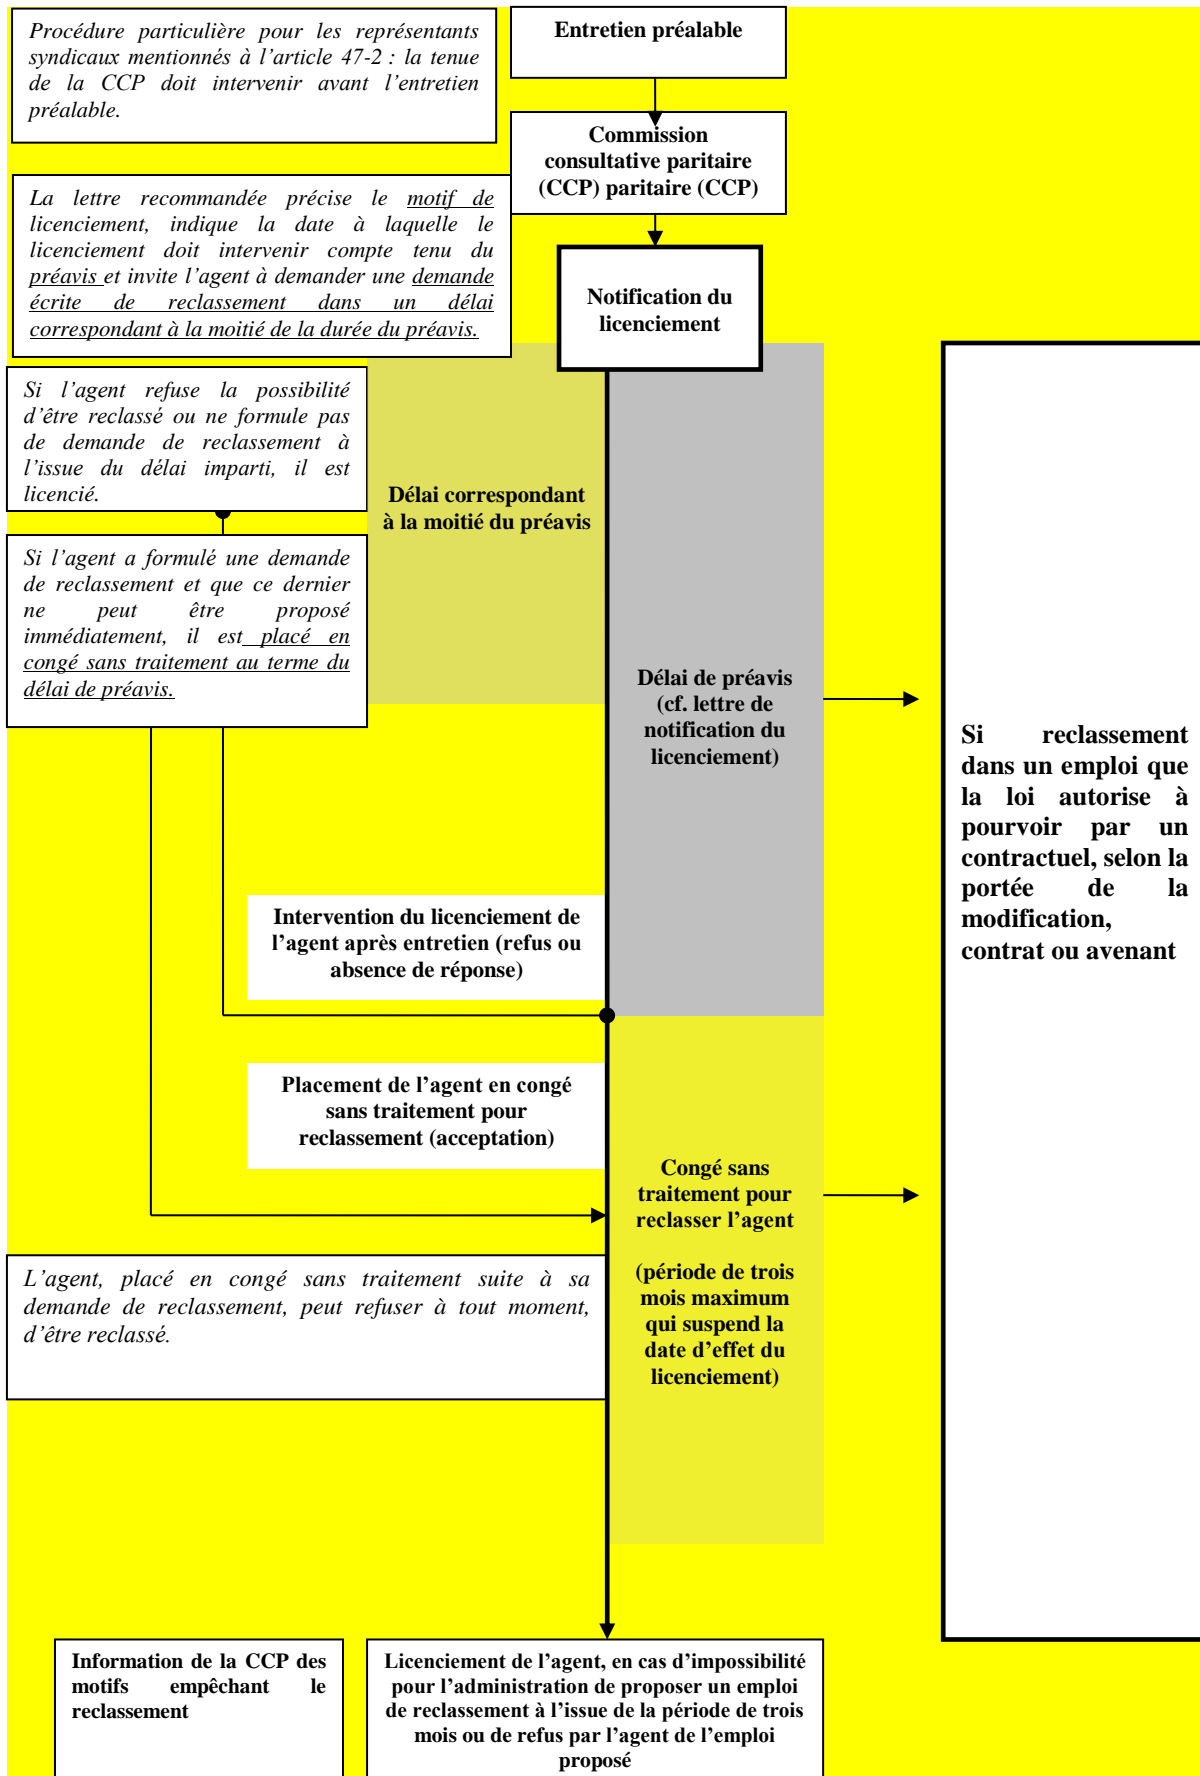 Procédure particulière pour les représentants
syndicaux mentionnés à l’article 47-2 : la tenue
de la CCP doit intervenir avant l’entretien
préalable.
Entretien préalable
Commission
consultative paritaire
(CCP) paritaire (CCP)
La lettre recommandée précise le motif de
licenciement, indique la date à laquelle le
licenciement doit intervenir compte tenu du
préavis et invite l’agent à demander une demande
écrite de reclassement dans un délai
correspondant à la moitié de la durée du préavis.
Notification du
licenciement
Si l’agent refuse la possibilité
d’être reclassé ou ne formule pas
de demande de reclassement à
l’issue du délai imparti, il est
licencié.
Délai correspondant
à la moitié du préavis
Si l’agent a formulé une demande
de reclassement et que ce dernier
ne peut être proposé
immédiatement, il est placé en
congé sans traitement au terme du
délai de préavis.
Délai de préavis
(cf. lettre de
notification du
licenciement)
Si reclassement
dans un emploi que
la loi autorise à
pourvoir par un
contractuel, selon la
portée de la
modification,
contrat ou avenant
Intervention du licenciement de
l’agent après entretien (refus ou
absence de réponse)
Placement de l’agent en congé
sans traitement pour
reclassement (acceptation)
Congé sans
traitement pour
reclasser l’agent
(période de trois
mois maximum
qui suspend la
date d’effet du
licenciement)
L’agent, placé en congé sans traitement suite à sa
demande de reclassement, peut refuser à tout moment,
d’être reclassé.
Information de la CCP des
motifs empêchant le
reclassement
Licenciement de l’agent, en cas d’impossibilité
pour l’administration de proposer un emploi
de reclassement à l’issue de la période de trois
mois ou de refus par l’agent de l’emploi
proposé